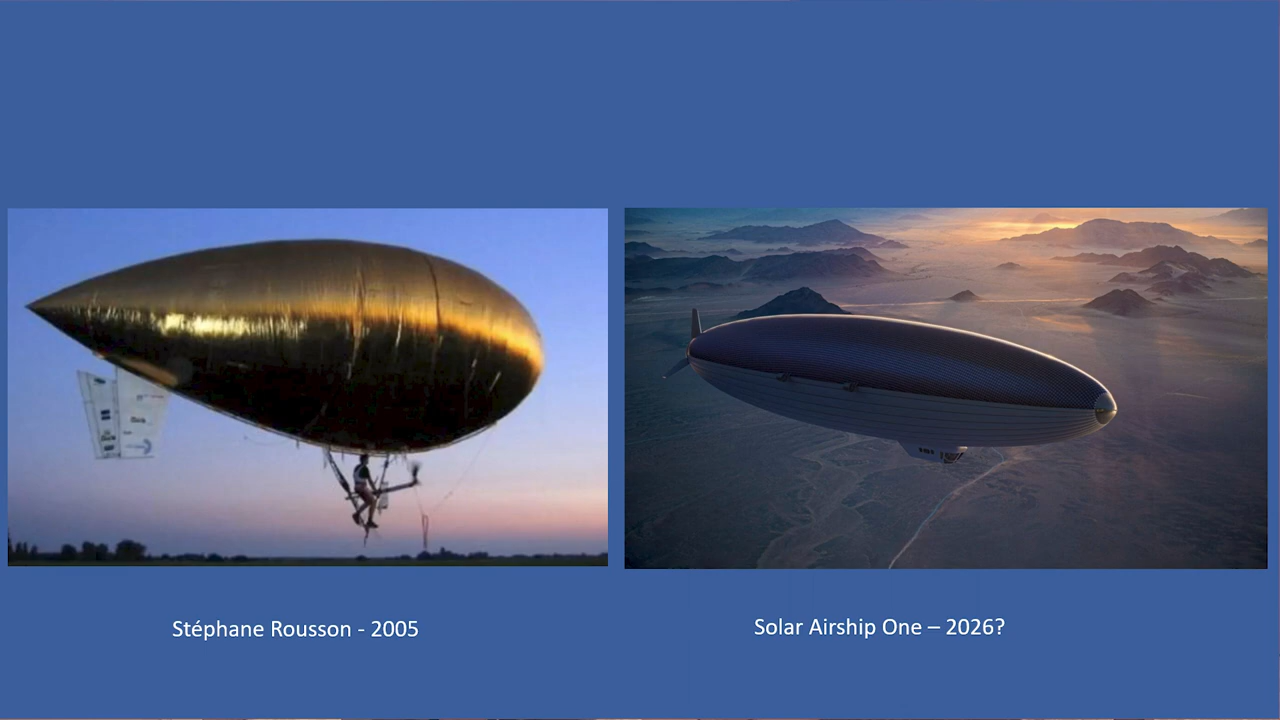 Stéphane Rousson - 2005
Solar Airship One – 2026?